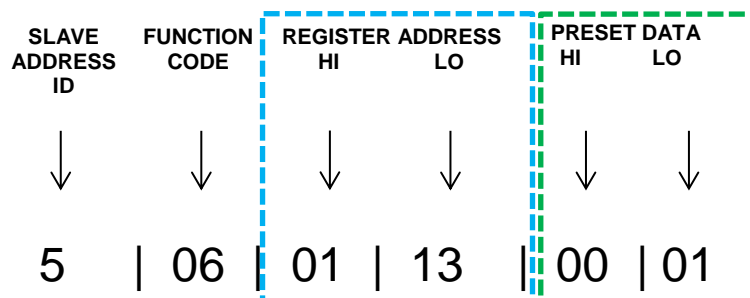 SLAVE ADDRESS ID
FUNCTION CODE
REGISTER ADDRESS
HI LO
PRESET DATA
HI LO
5 | 06 | 01 | 13 | 00 | 01